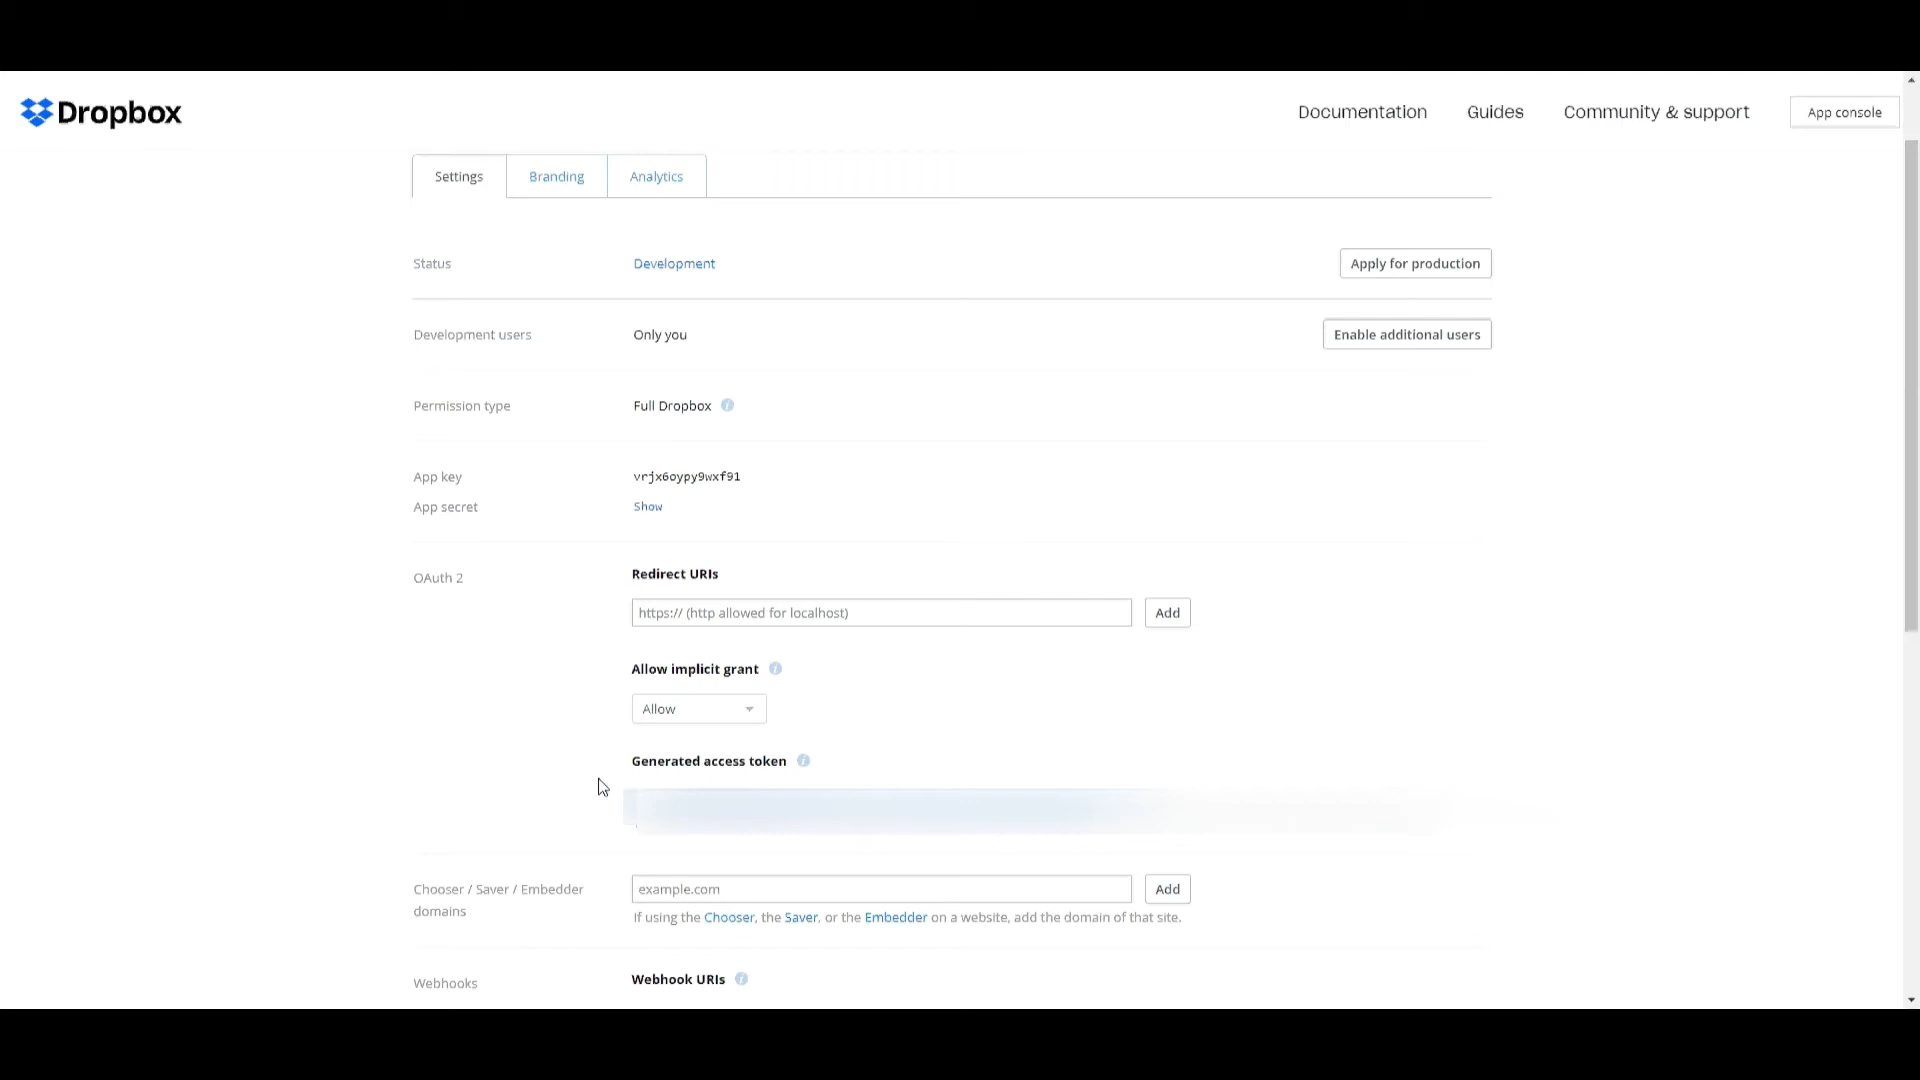 Dropbox
Documentation Guides Community & support App console
Settings Branding Analytics
Status Development Apply for production
Development users Only you Enable additional users
Permission type Full Dropbox
App key vrjx6oypy9wxf91
App secret Show
OAuth 2 Redirect URIs
https:// (http allowed for localhost) Add
Allow implicit grant
Allow
Generated access token
Chooser / Saver / Embedder domains
example.com Add
If using the Chooser, the Saver, or the Embedder on a website, add the domain of that site.
Webhooks Webhook URIs